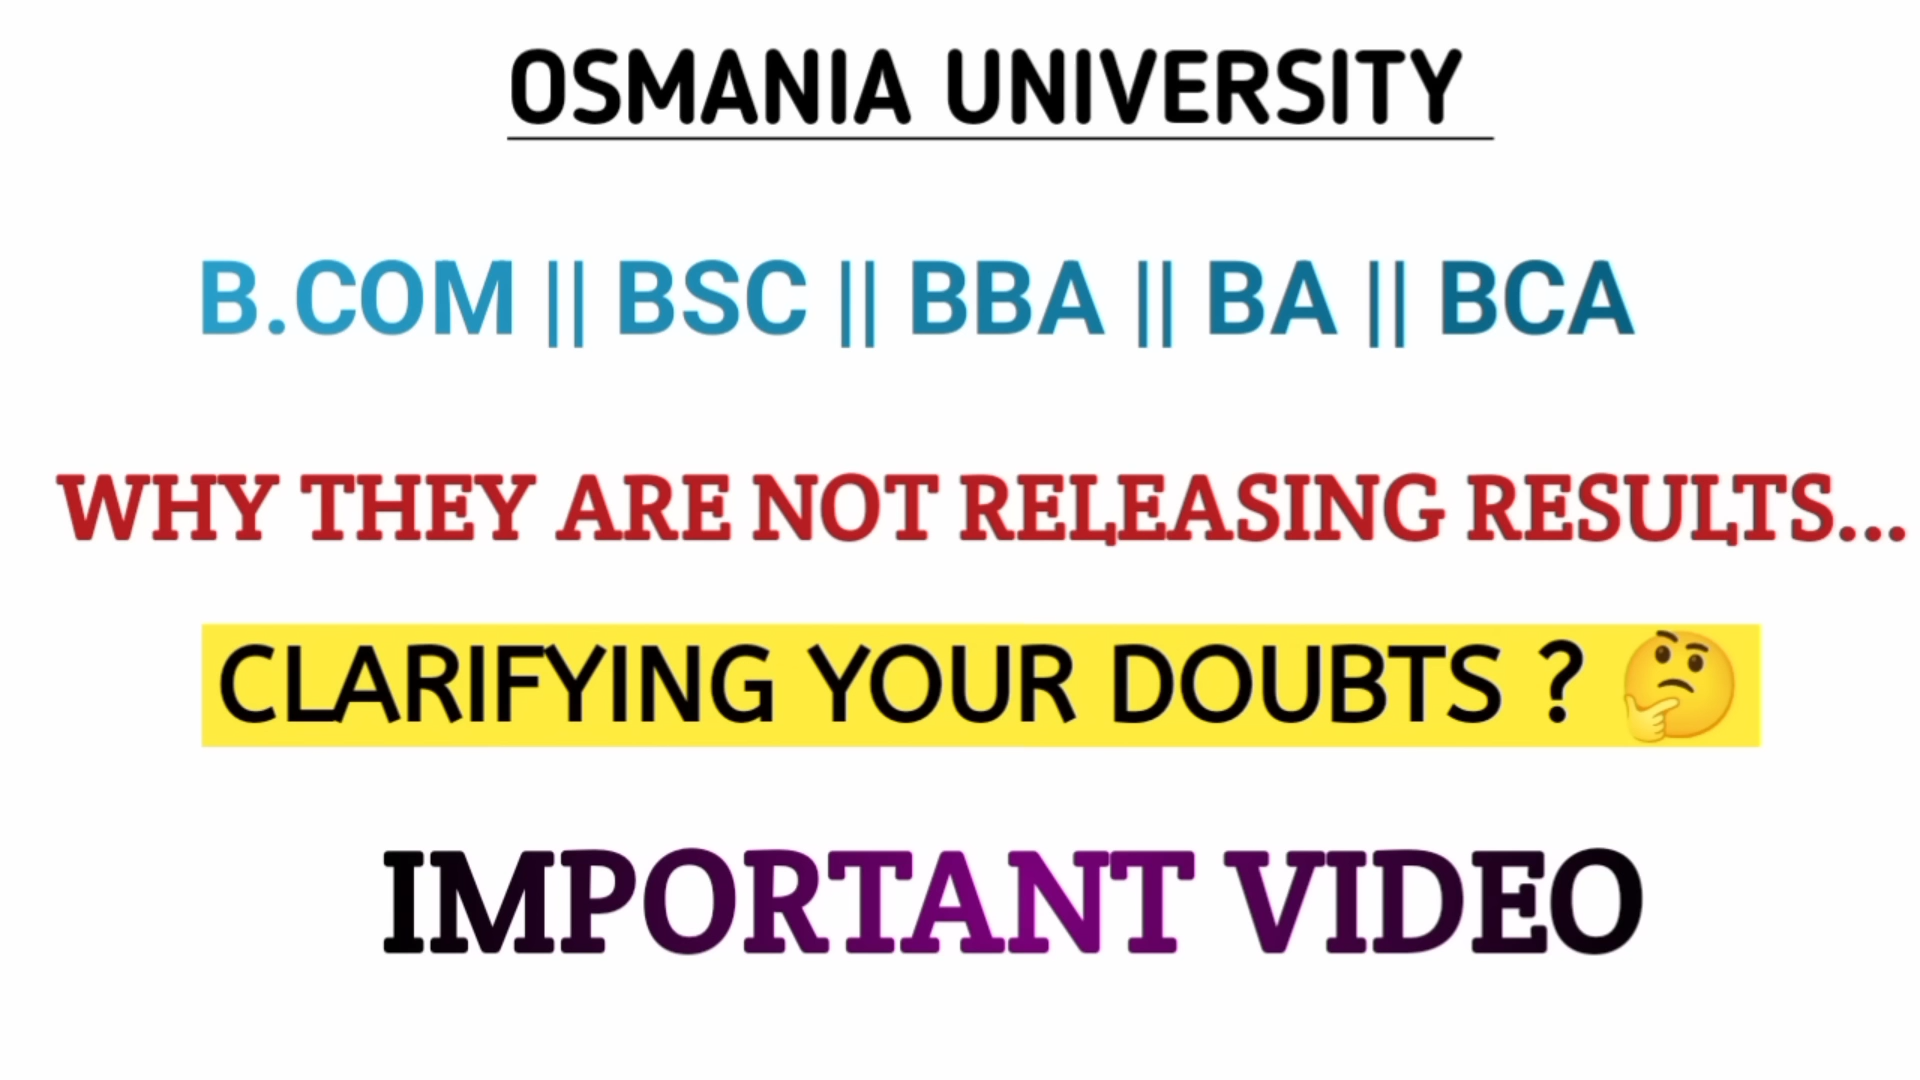 OSMANIA UNIVERSITY
B.COM || BSC || BBA || BA || BCA
WHY THEY ARE NOT RELEASING RESULTS...
CLARIFYING YOUR DOUBTS ? 🤔
IMPORTANT VIDEO